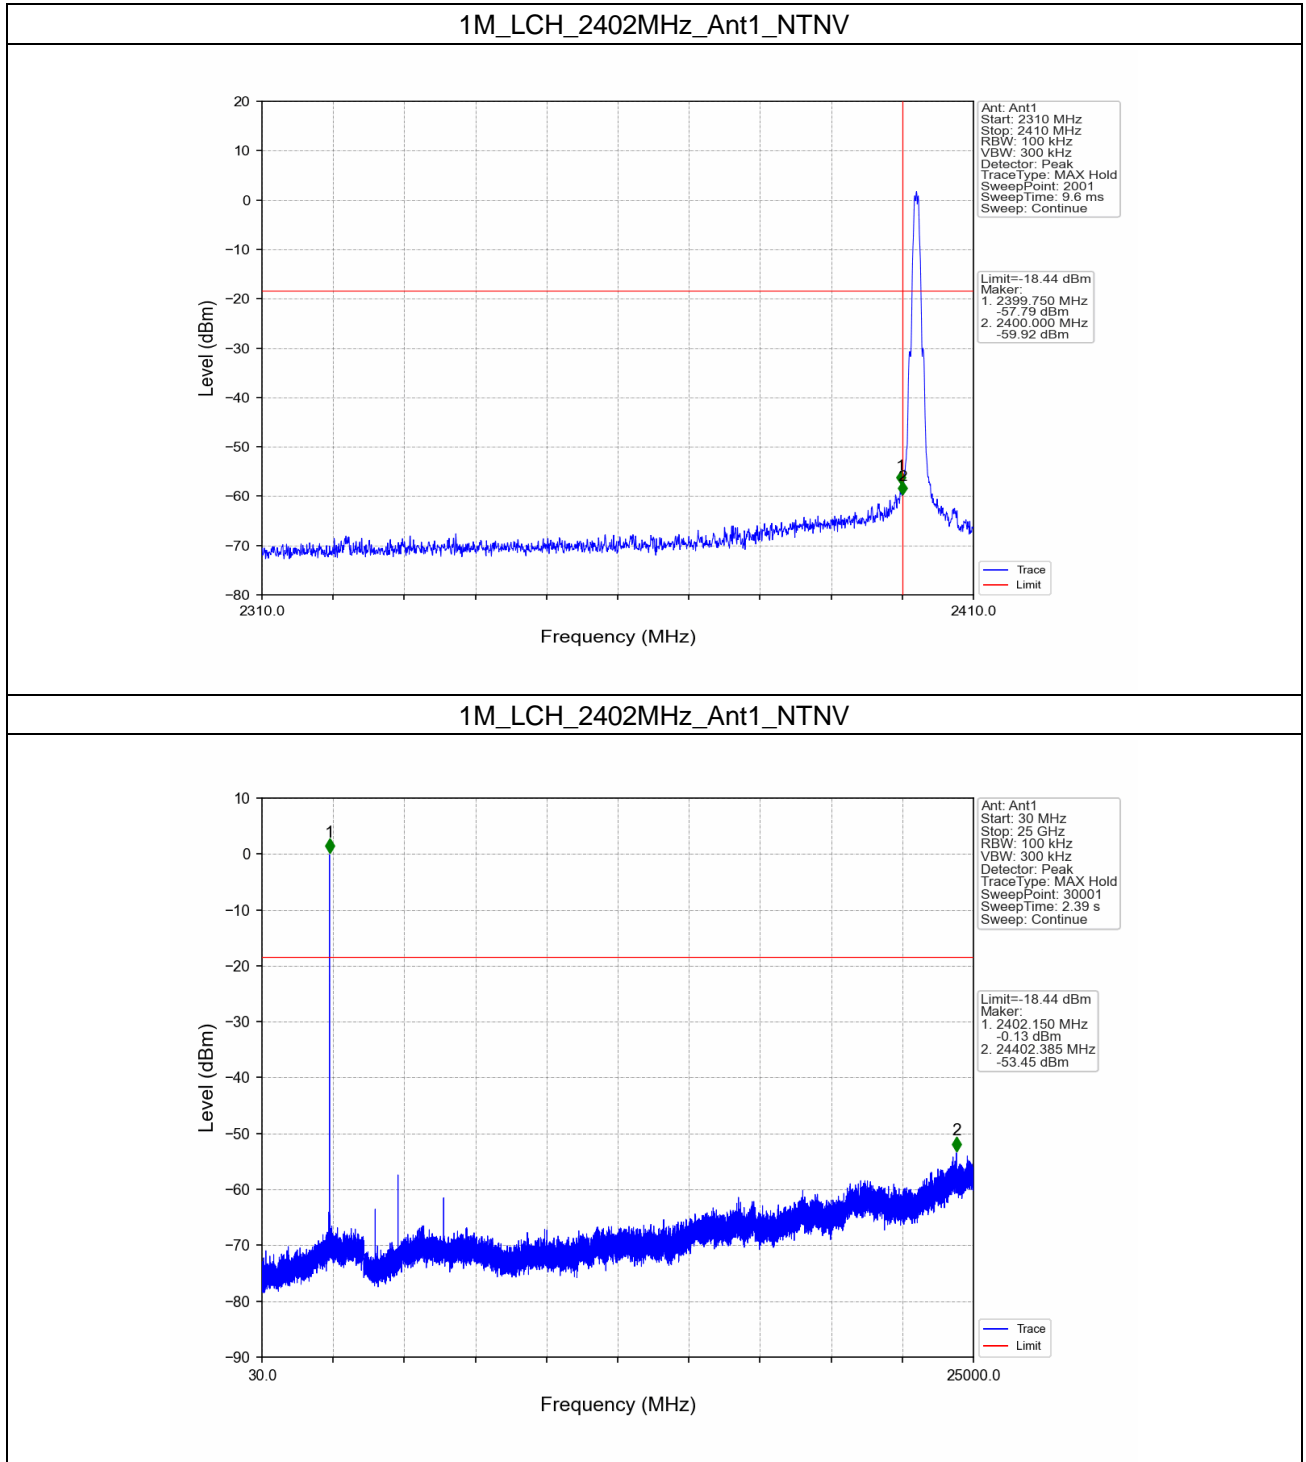 1M_LCH_2402MHz_Ant1_NTNV
20
10
0
−10
−20
−30
−40
−50
−60
−70
−80
Level (dBm)
2310.0
2410.0
Frequency (MHz)
1
2
Ant: Ant1
Start: 2310 MHz
Stop: 2410 MHz
RBW: 100 kHz
VBW: 300 kHz
Detector: Peak
TraceType: MAX Hold
SweepPoint: 2001
SweepTime: 9.6 ms
Sweep: Continue
Limit=-18.44 dBm
Maker:
1. 2399.750 MHz
-57.79 dBm
2. 2400.000 MHz
-59.92 dBm
Trace
Limit
1M_LCH_2402MHz_Ant1_NTNV
10
0
−10
−20
−30
−40
−50
−60
−70
−80
−90
Level (dBm)
30.0
25000.0
Frequency (MHz)
1
2
Ant: Ant1
Start: 30 MHz
Stop: 25 GHz
RBW: 100 kHz
VBW: 300 kHz
Detector: Peak
TraceType: MAX Hold
SweepPoint: 30001
SweepTime: 2.39 s
Sweep: Continue
Limit=-18.44 dBm
Maker:
1. 2402.150 MHz
-0.13 dBm
2. 24402.385 MHz
-53.45 dBm
Trace
Limit